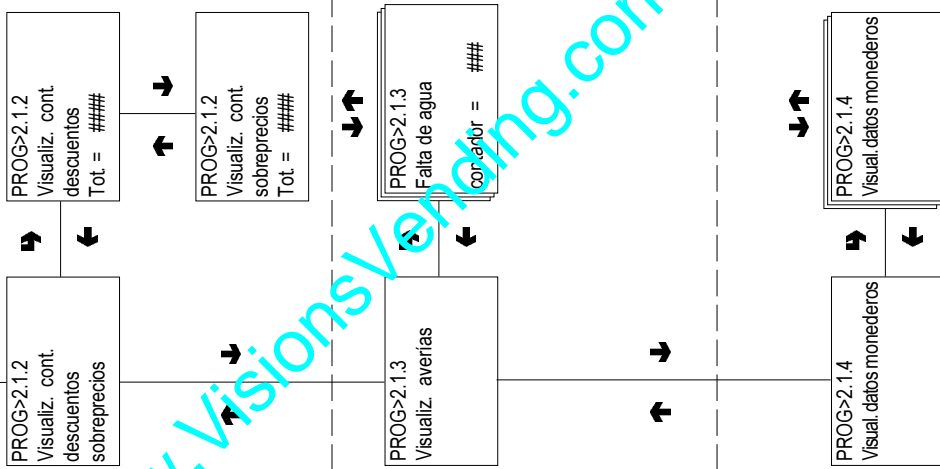 PROG>2.1.2
Visualiz. cont.
descuentos
Tot = ####
PROG>2.1.2
Visualiz. cont.
sobreprecios
Tot = ####
PROG>2.1.2
Visualiz. cont.
descuentos
sobreprecios
PROG>2.1.3
Falta de agua
contador = ###
PROG>2.1.3
Visualiz. averías
PROG>2.1.4
Visual.datos monederos
PROG>2.1.4
Visual.datos monederos
.VisionsVending.com